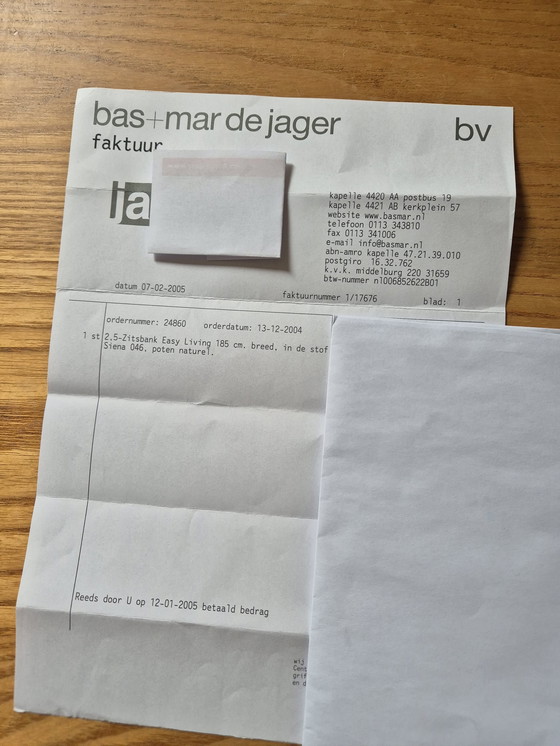 bas+mar de jager bv
faktuur
ja
kapelle 4420 AA postbus 19
kapelle 4421 AB kerkplein 57
website www.basmar.nl
telefoon 0113 343810
fax 0113 341006
e-mail info@basmar.nl
abn-amro kapelle 47.21.39.010
postgiro 16.32.762
k.v.k. middelburg 220 31659
btw-nummer nl006852622B01
datum 07-02-2005
faktuurnummer 1/17676 blad: 1
ordernummer: 24860 orderdatum: 13-12-2004
1 st 2,5-Zitsbank Easy Living 185 cm. breed, in de stof
Siena 046, poten naturel.
Reeds door U op 12-01-2005 betaald bedrag
wij
Cent
grif
en d